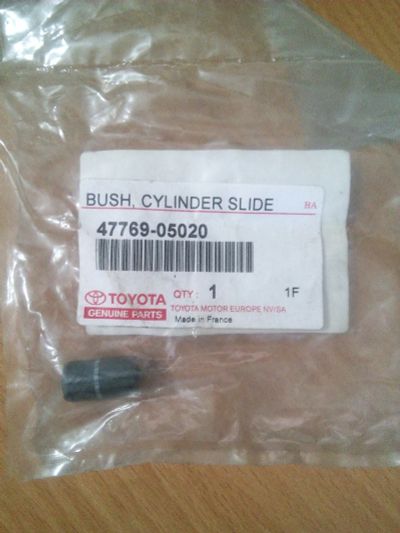 BUSH, CYLINDER SLIDE BA
47769-05020
TOYOTA QTY: 1 1F
GENUINE PARTS TOYOTA MOTOR EUROPE NV/SA
Made in France